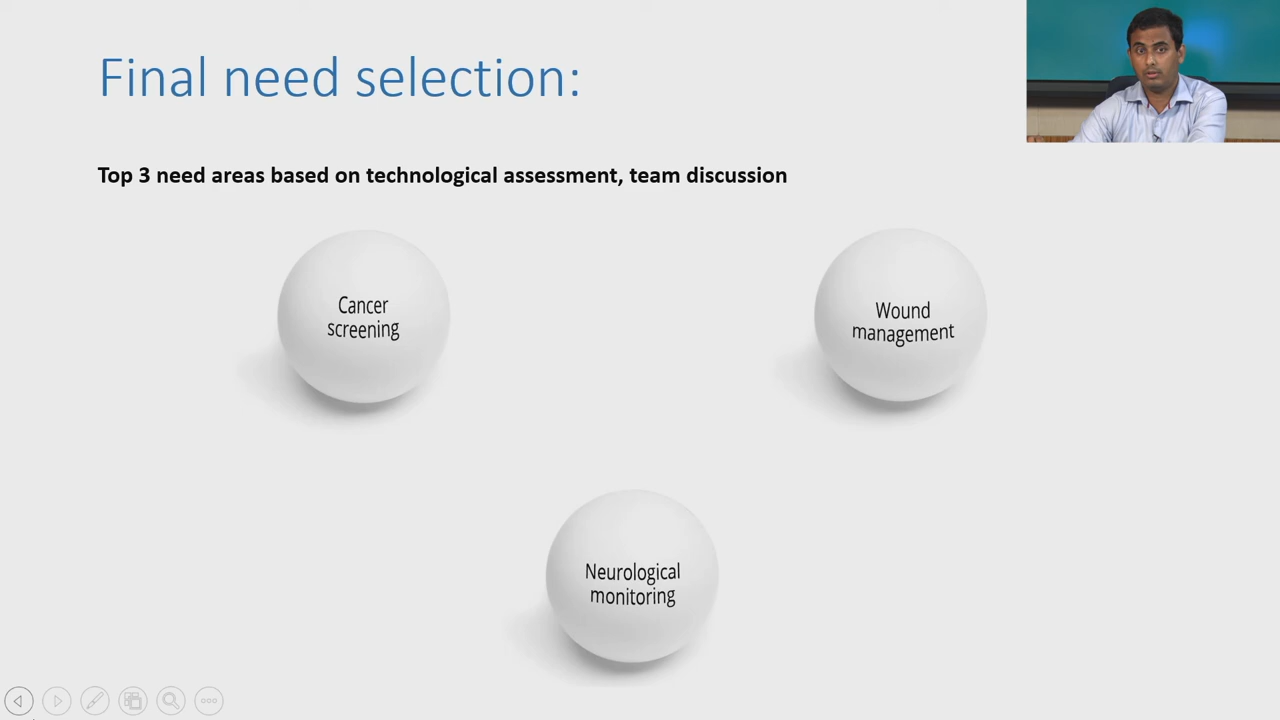 Final need selection:
Top 3 need areas based on technological assessment, team discussion
Cancer
screening
Wound
management
Neurological
monitoring